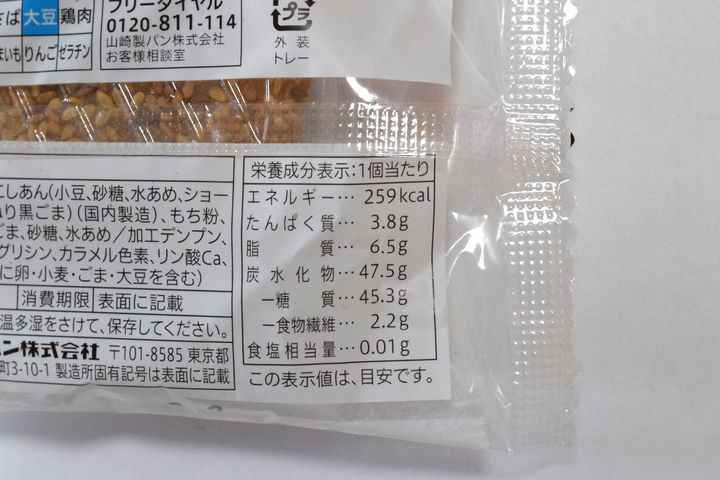 さば 大豆 鶏肉
まいも りんご ゼラチン
フリーダイヤル
0120-811-114
山崎製パン株式会社
お客様相談室
プラ
外装
トレー
こしあん(小豆、砂糖、水あめ、ショー
り黒ごま)(国内製造)、もち粉、
ごま、砂糖、水あめ/加工デンプン、
グリシン、カラメル色素、リン酸Ca、
に卵・小麦・ごま・大豆を含む)
消費期限 表面に記載
温多湿をさけて、保存してください。
パン株式会社 〒101-8585 東京都
町3-10-1 製造所固有記号は表面に記載
栄養成分表示:1個当たり
エネルギー… 259kcal
たんぱく質… 3.8g
脂質… 6.5g
炭水化物… 47.5g
ー糖質… 45.3g
ー食物繊維… 2.2g
食塩相当量… 0.01g
この表示値は、目安です。